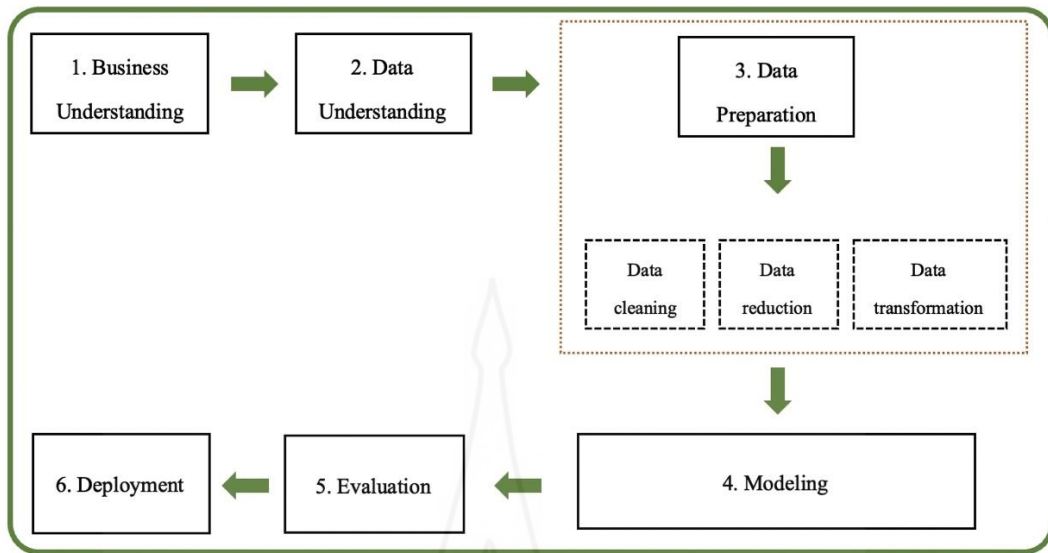 1. Business
Understanding
2. Data
Understanding
3. Data
Preparation
Data
cleaning
Data
reduction
Data
transformation
4. Modeling
5. Evaluation
6. Deployment